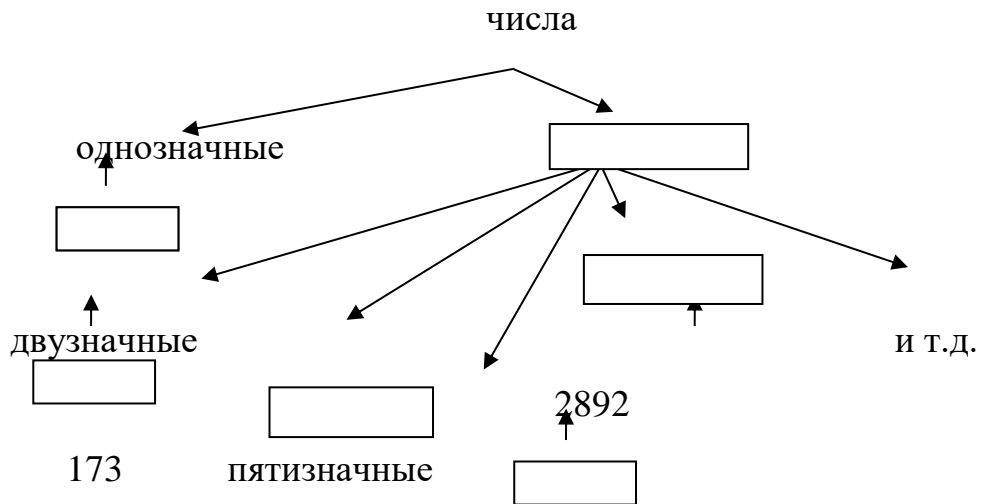 числа
однозначные
двузначные и т.д.
2892
173 пятизначные